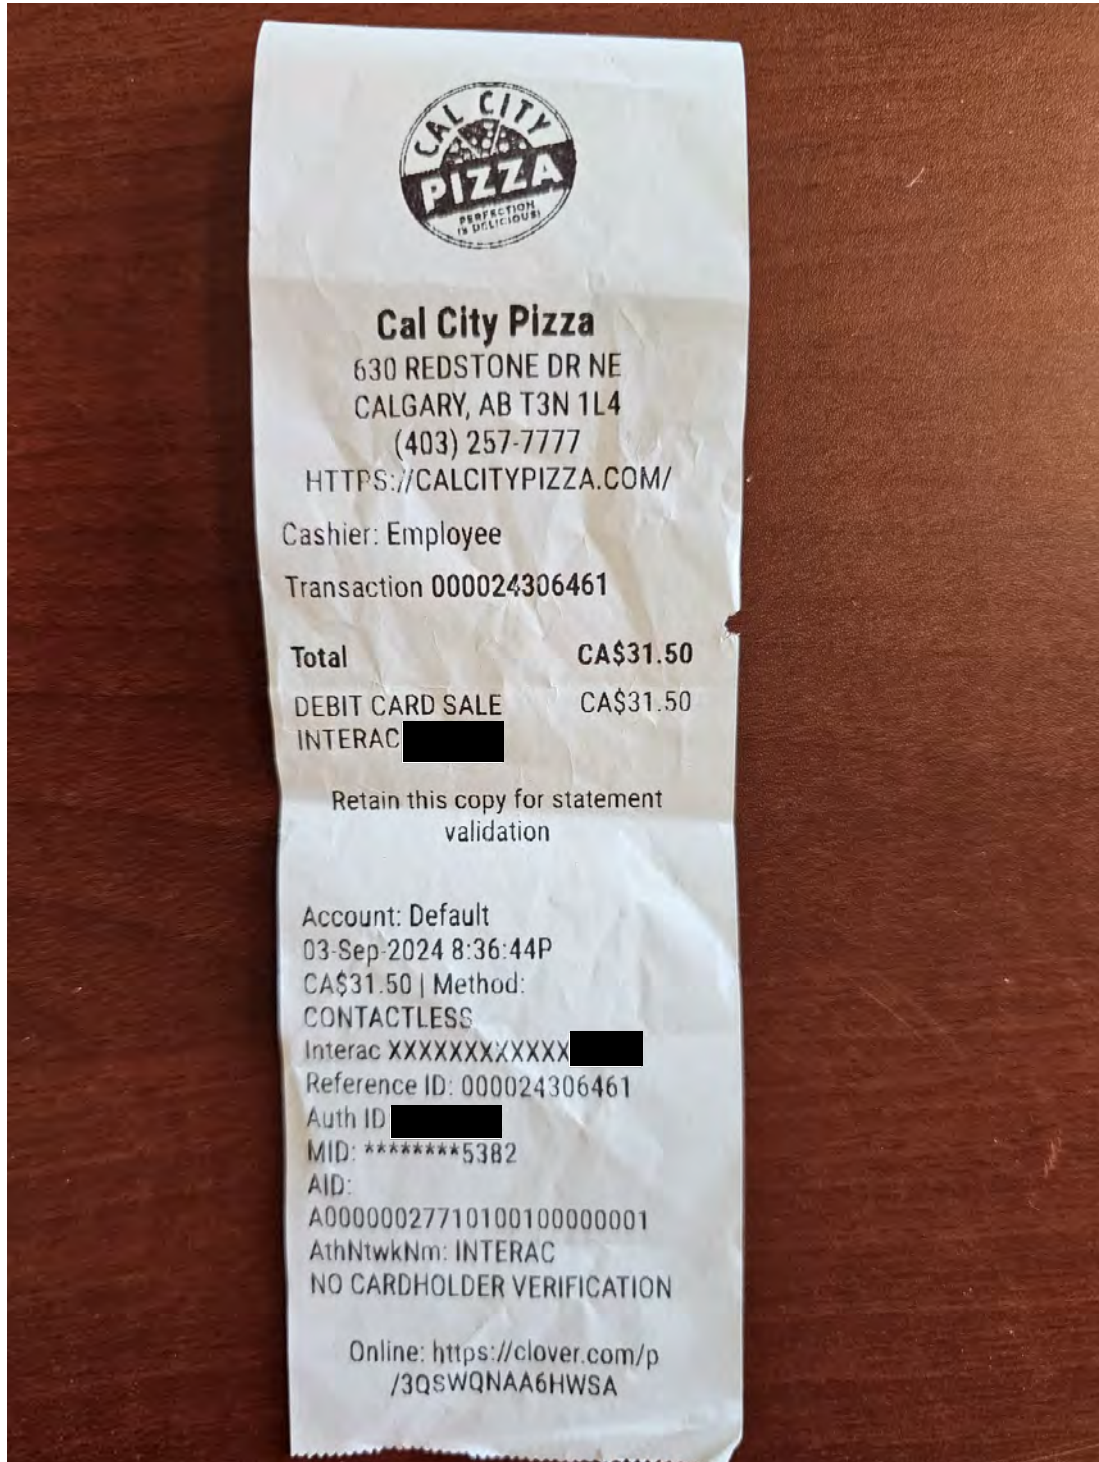 CAL CITY
PIZZA
PERFECTION
IS DELICIOUS!
Cal City Pizza
630 REDSTONE DR NE
CALGARY, AB T3N 1L4
(403) 257-7777
HTTPS://CALCITYPIZZA.COM/
Cashier: Employee
Transaction 000024306461
Total CA$31.50
DEBIT CARD SALE CA$31.50
INTERAC
Retain this copy for statement
validation
Account: Default
03-Sep-2024 8:36:44P
CA$31.50 | Method:
CONTACTLESS
Interac XXXXXXXXXXXX
Reference ID: 000024306461
Auth ID
MID: ********5382
AID:
A00000027710100100000001
AthNtwkNm: INTERAC
NO CARDHOLDER VERIFICATION
Online: https://clover.com/p
/3QSWQNAA6HWSA